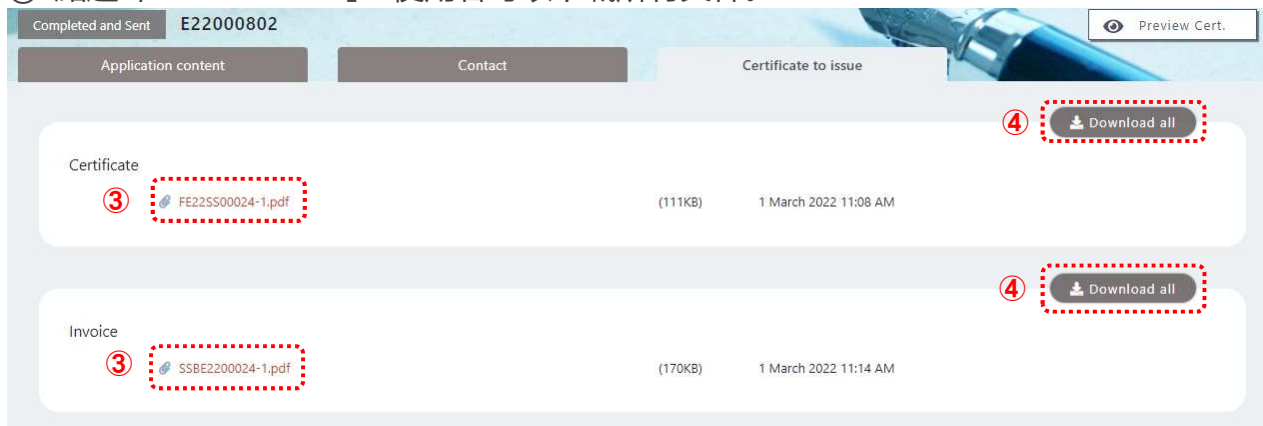 Completed and Sent E22000802
Preview Cert.
Application content Contact Certificate to issue
④ Download all
Certificate
③ FE22SS00024-1.pdf (111KB) 1 March 2022 11:08 AM
④ Download all
Invoice
③ SSBE2200024-1.pdf (170KB) 1 March 2022 11:14 AM